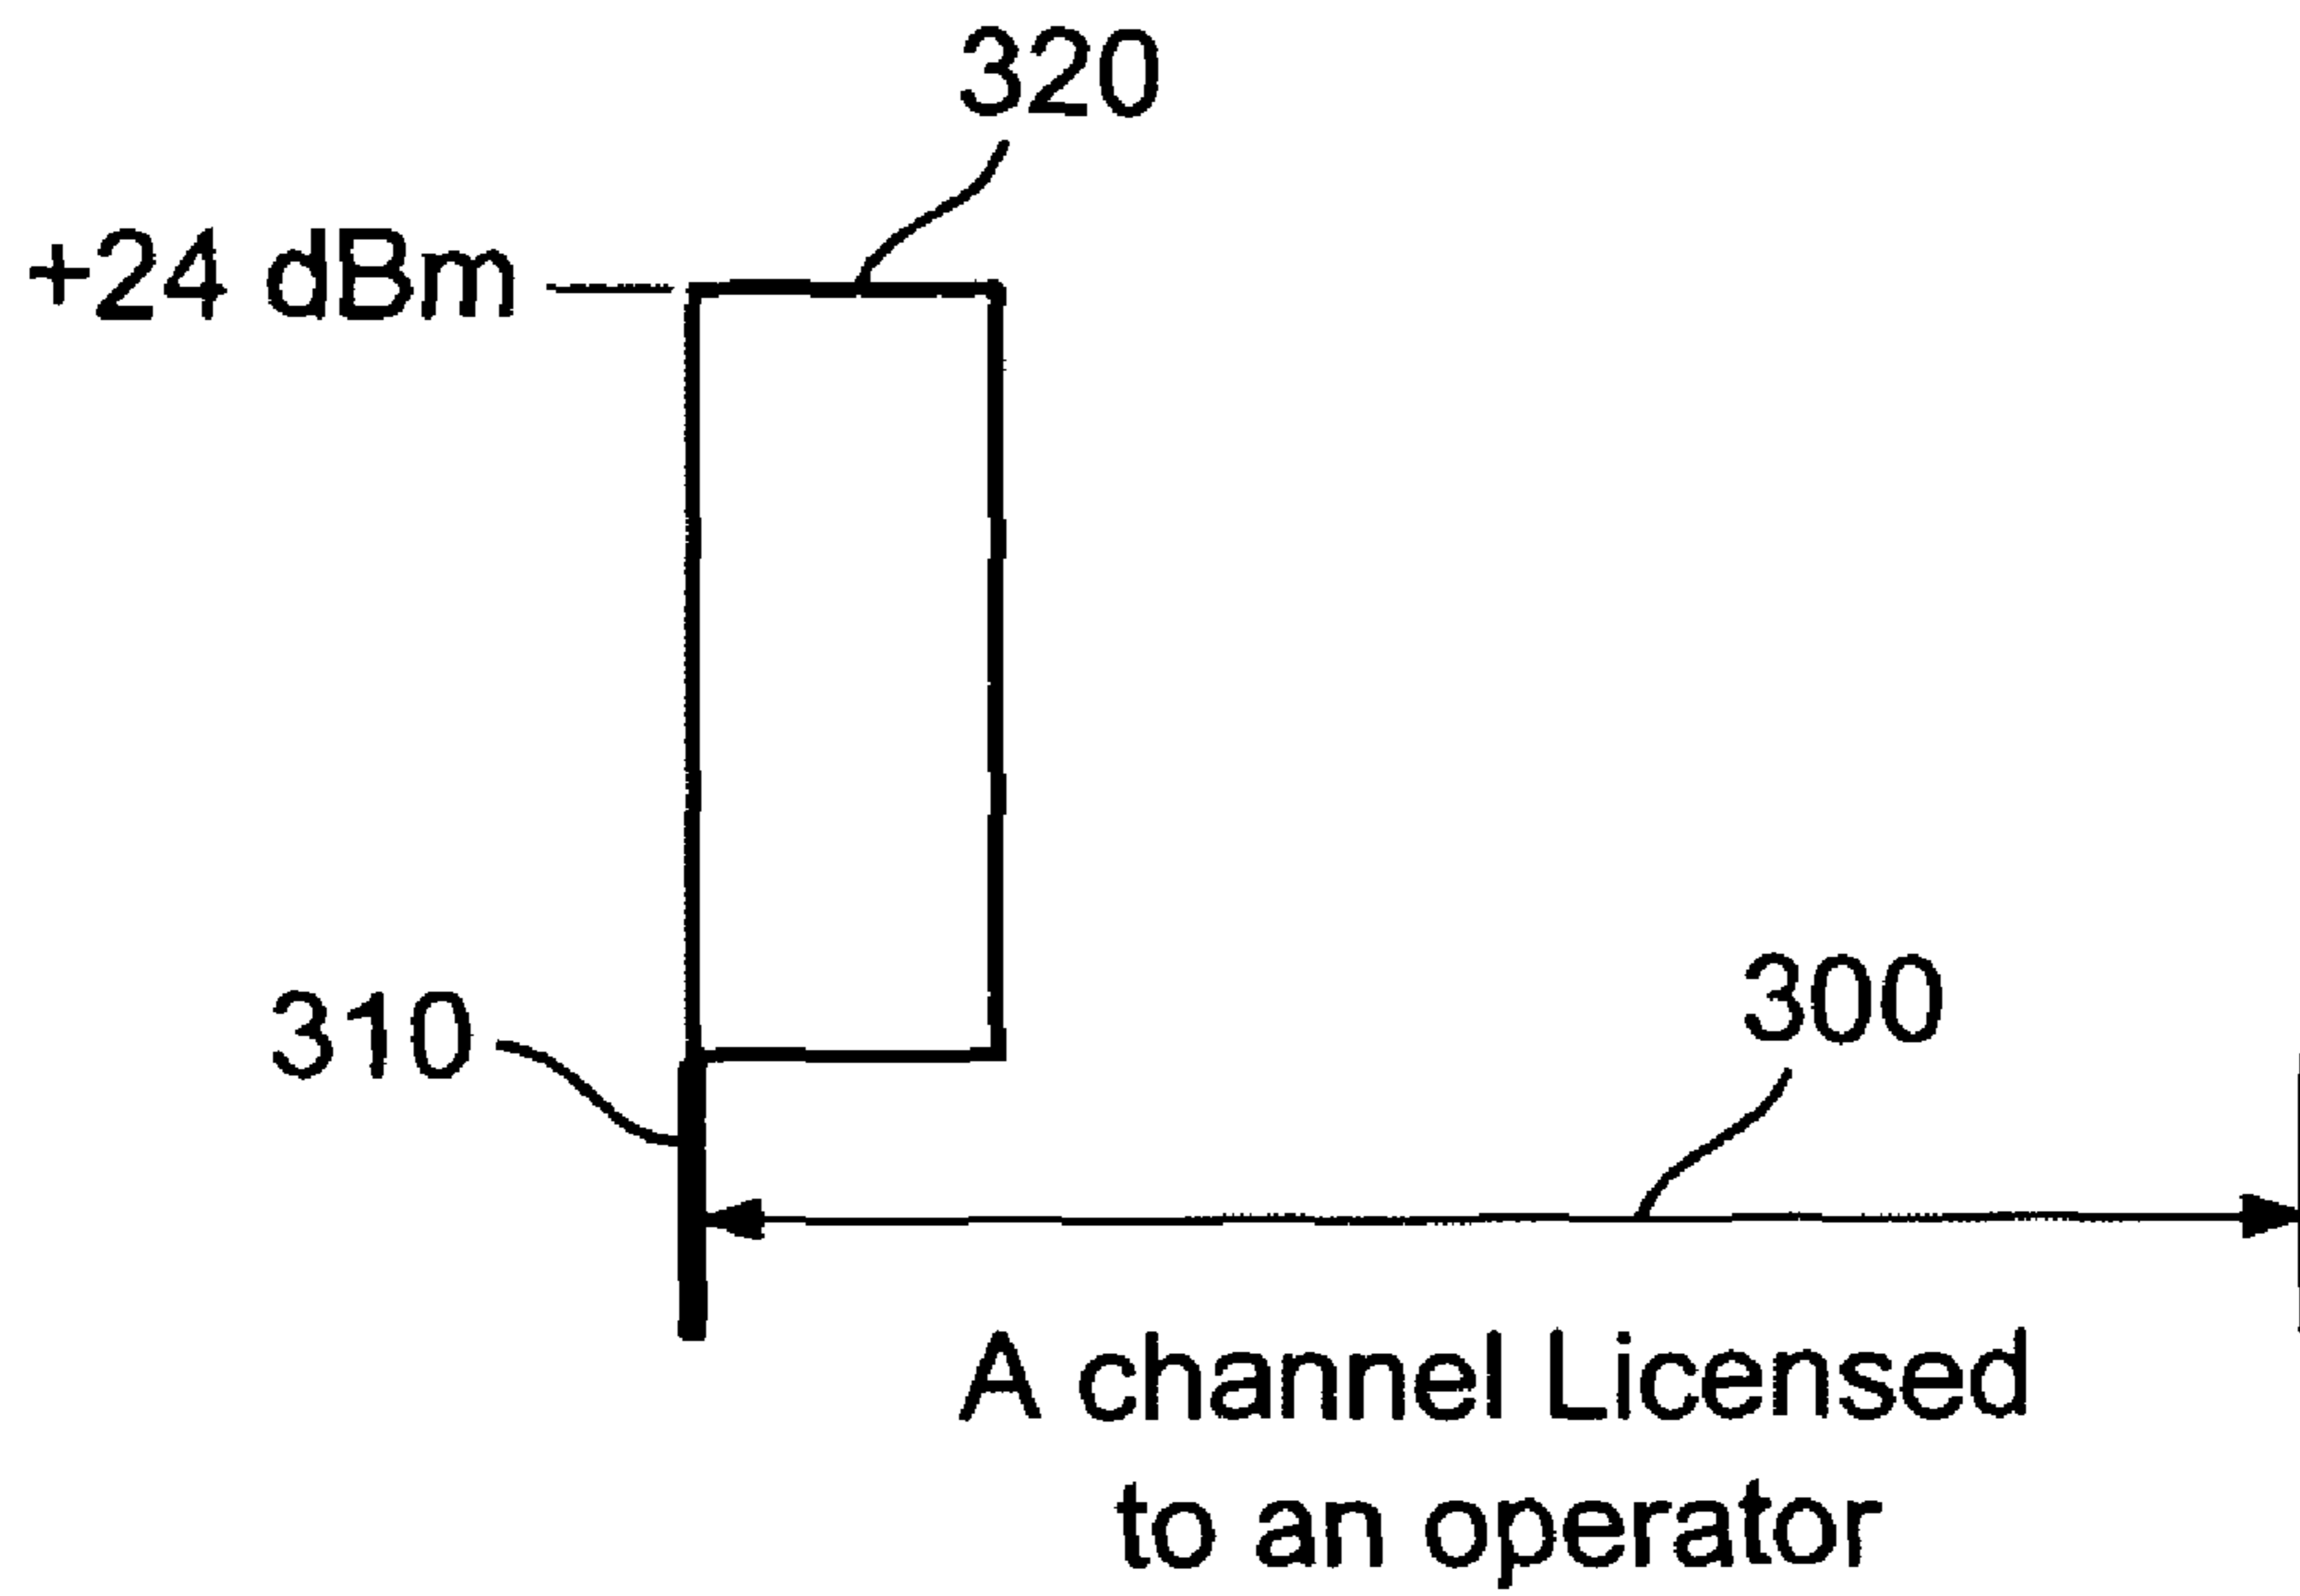 320
+24 dBm
310
300
A channel Licensed
to an operator